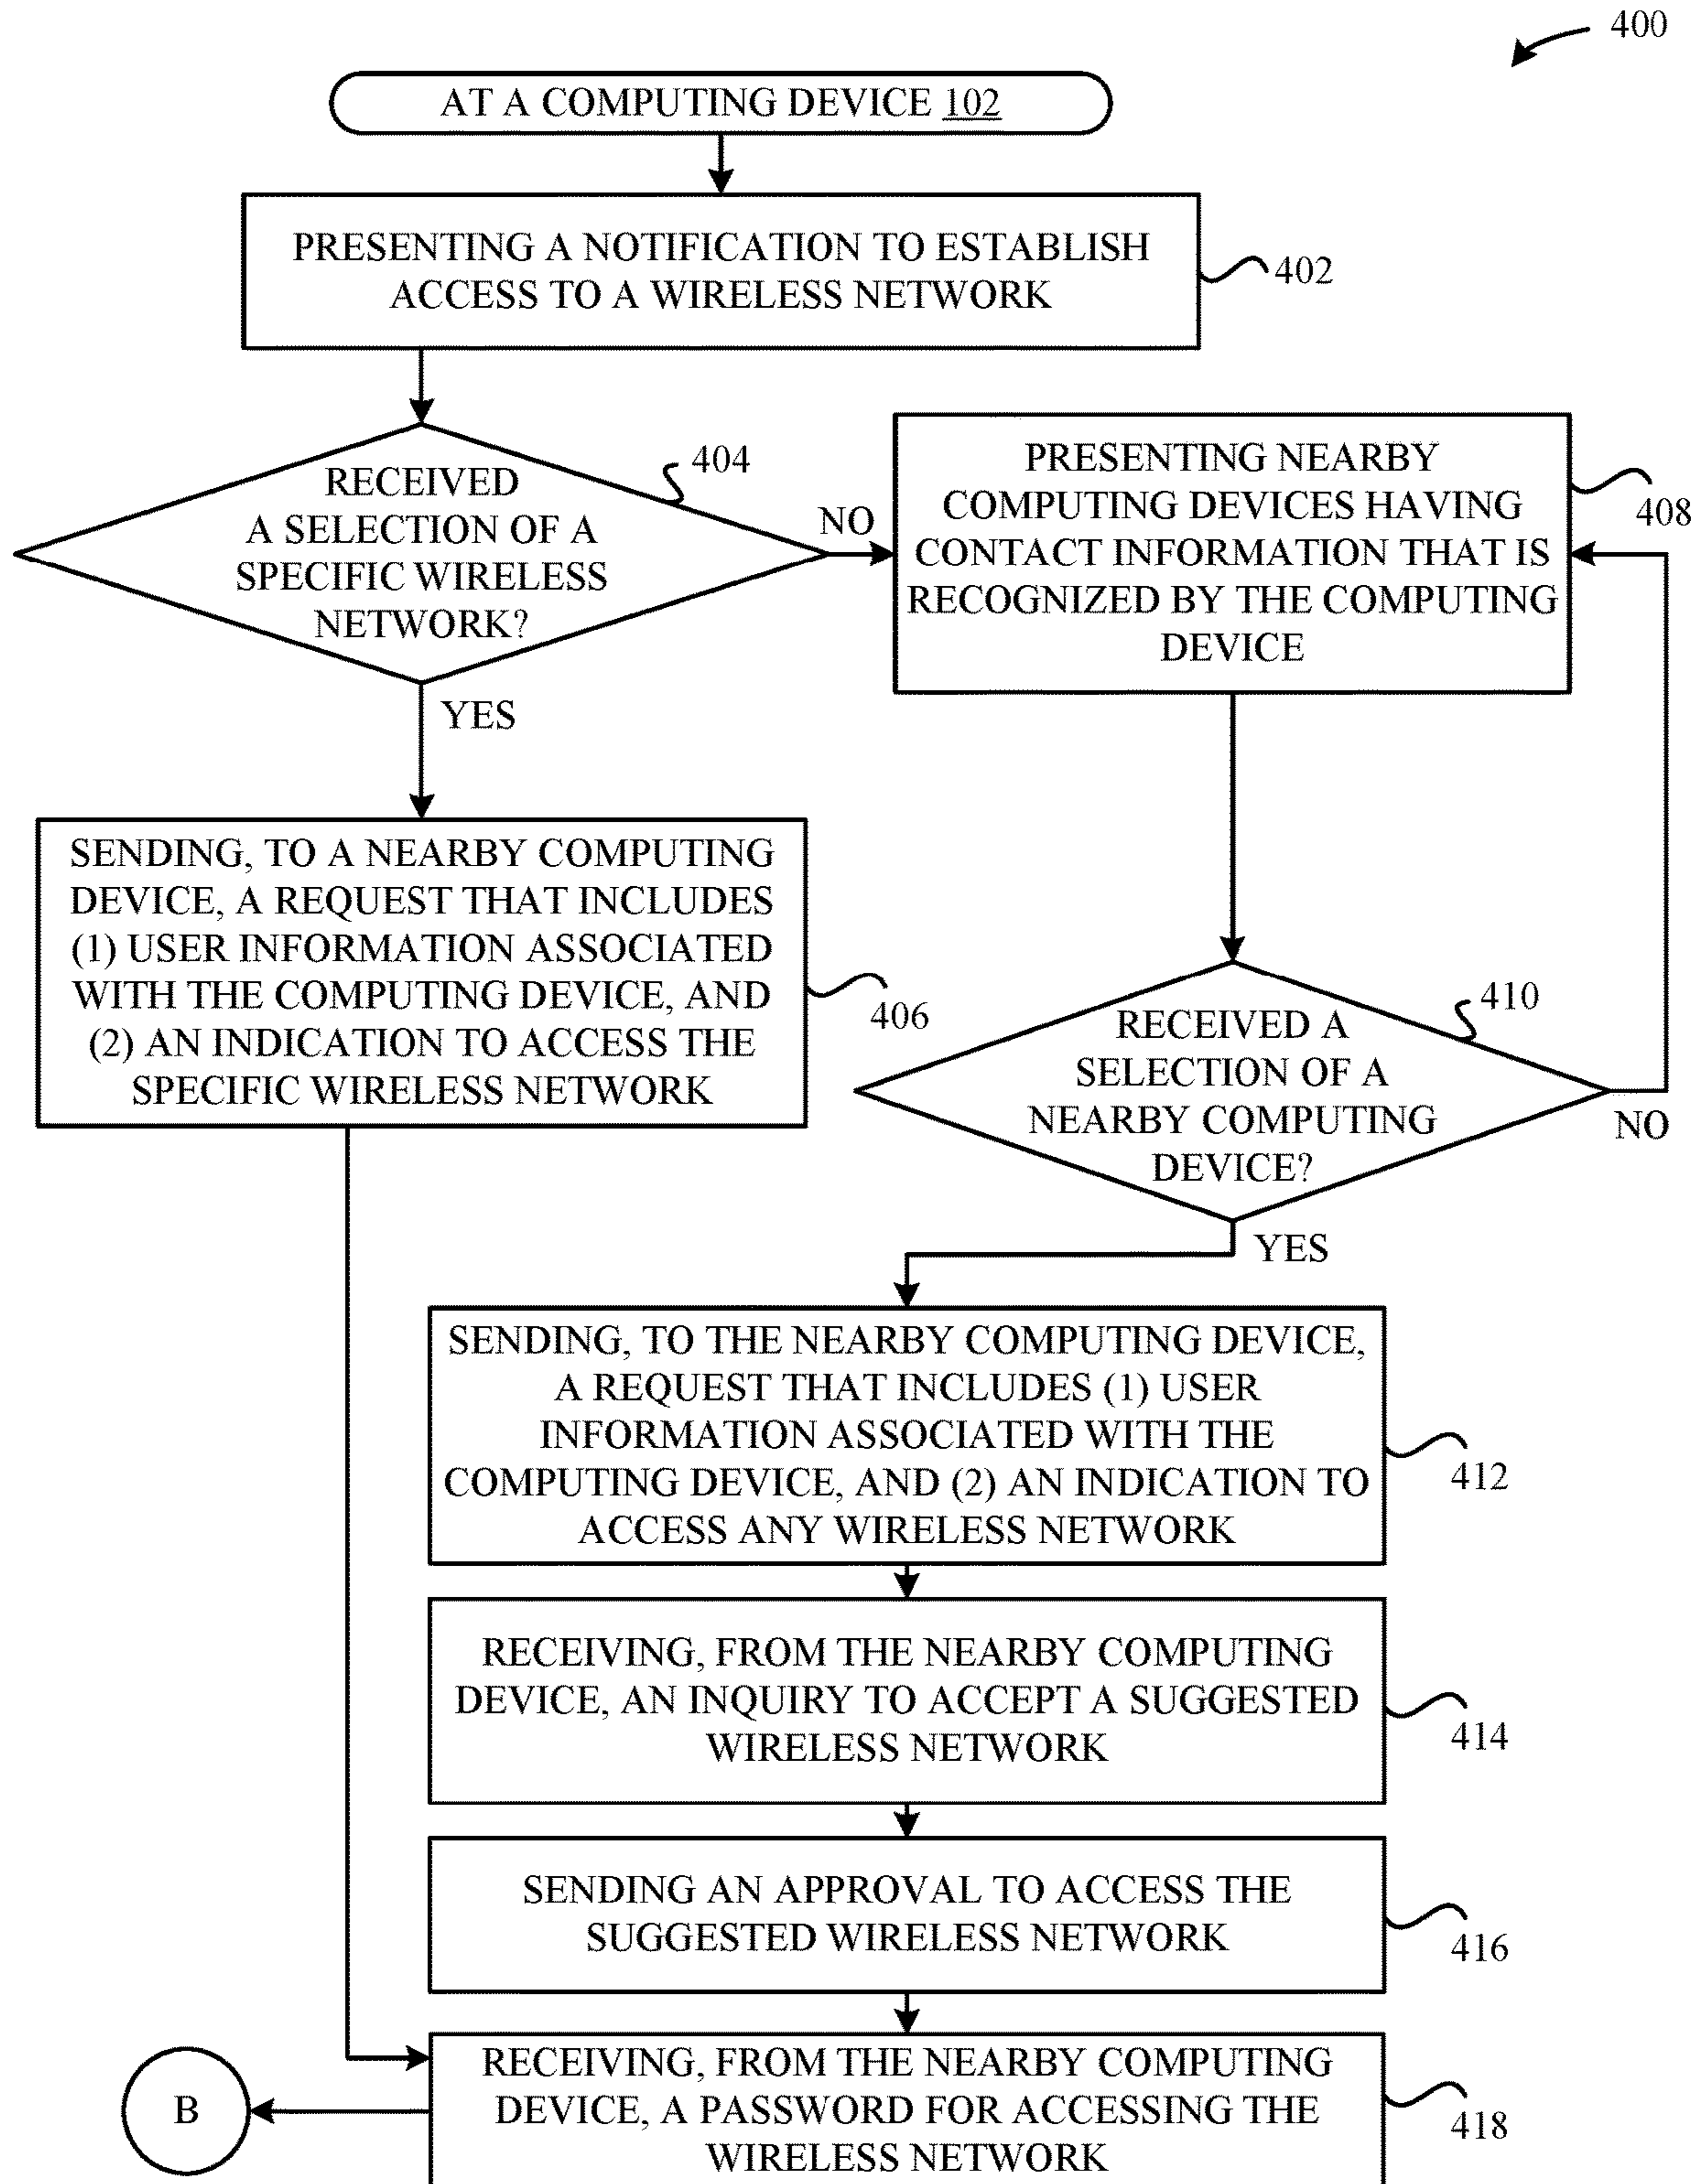 400
AT A COMPUTING DEVICE 102
PRESENTING A NOTIFICATION TO ESTABLISH
ACCESS TO A WIRELESS NETWORK
402
RECEIVED
A SELECTION OF A
SPECIFIC WIRELESS
NETWORK?
404
NO
YES
PRESENTING NEARBY
COMPUTING DEVICES HAVING
CONTACT INFORMATION THAT IS
RECOGNIZED BY THE COMPUTING
DEVICE
408
SENDING, TO A NEARBY COMPUTING
DEVICE, A REQUEST THAT INCLUDES
(1) USER INFORMATION ASSOCIATED
WITH THE COMPUTING DEVICE, AND
(2) AN INDICATION TO ACCESS THE
SPECIFIC WIRELESS NETWORK
406
RECEIVED A
SELECTION OF A
NEARBY COMPUTING
DEVICE?
410
NO
YES
SENDING, TO THE NEARBY COMPUTING DEVICE,
A REQUEST THAT INCLUDES (1) USER
INFORMATION ASSOCIATED WITH THE
COMPUTING DEVICE, AND (2) AN INDICATION TO
ACCESS ANY WIRELESS NETWORK
412
RECEIVING, FROM THE NEARBY COMPUTING
DEVICE, AN INQUIRY TO ACCEPT A SUGGESTED
WIRELESS NETWORK
414
SENDING AN APPROVAL TO ACCESS THE
SUGGESTED WIRELESS NETWORK
416
RECEIVING, FROM THE NEARBY COMPUTING
DEVICE, A PASSWORD FOR ACCESSING THE
WIRELESS NETWORK
418
B